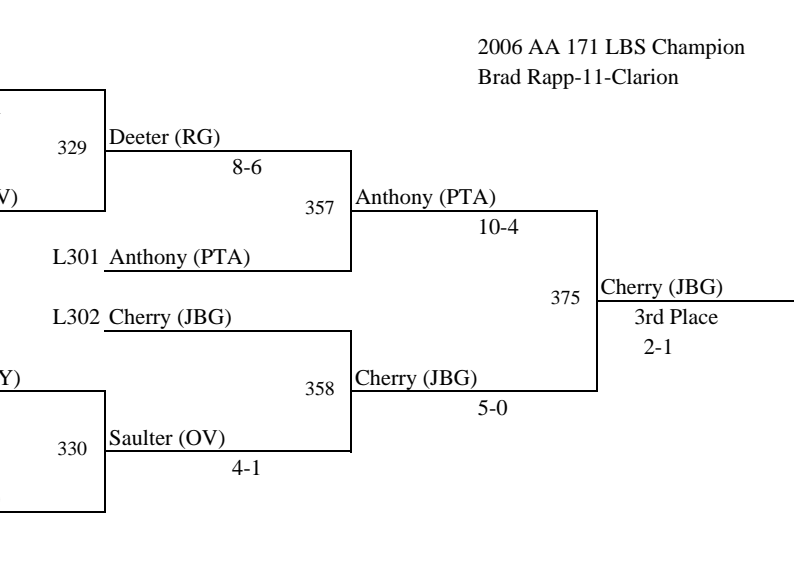 2006 AA 171 LBS Champion
Brad Rapp-11-Clarion
329
Deeter (RG)
8-6
V)
357
Anthony (PTA)
10-4
L301 Anthony (PTA)
375
Cherry (JBG)
3rd Place
2-1
L302 Cherry (JBG)
Y)
358
Cherry (JBG)
5-0
330
Saulter (OV)
4-1